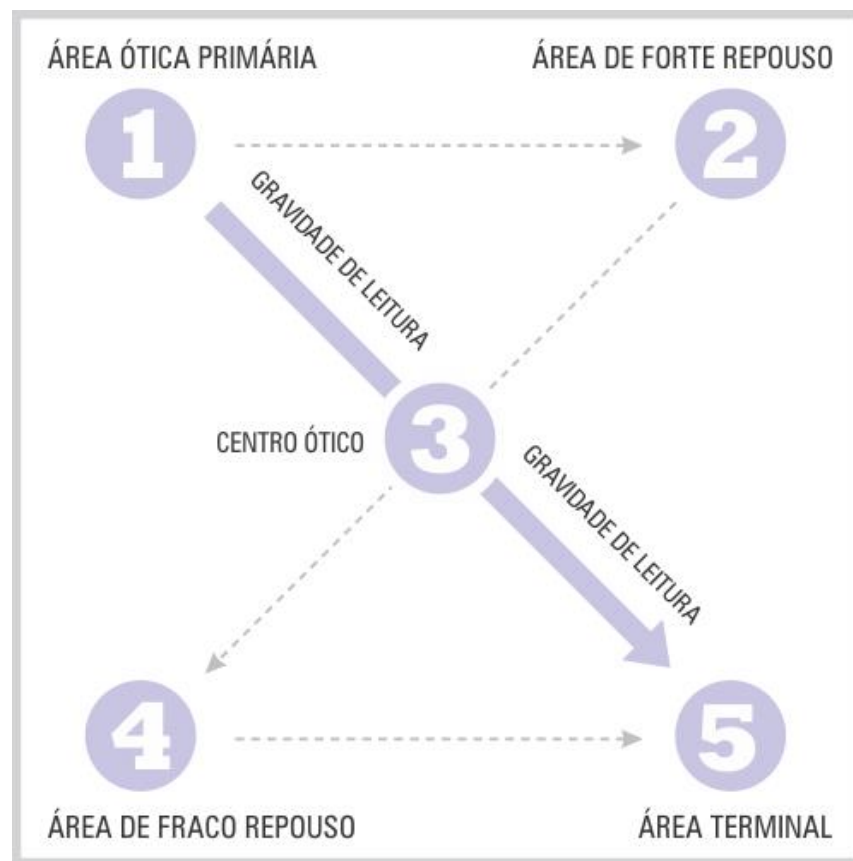 ÁREA ÓTICA PRIMÁRIA
ÁREA DE FORTE REPOUSO
1
2
GRAVIDADE DE LEITURA
CENTRO ÓTICO
3
GRAVIDADE DE LEITURA
4
5
ÁREA DE FRACO REPOUSO
ÁREA TERMINAL